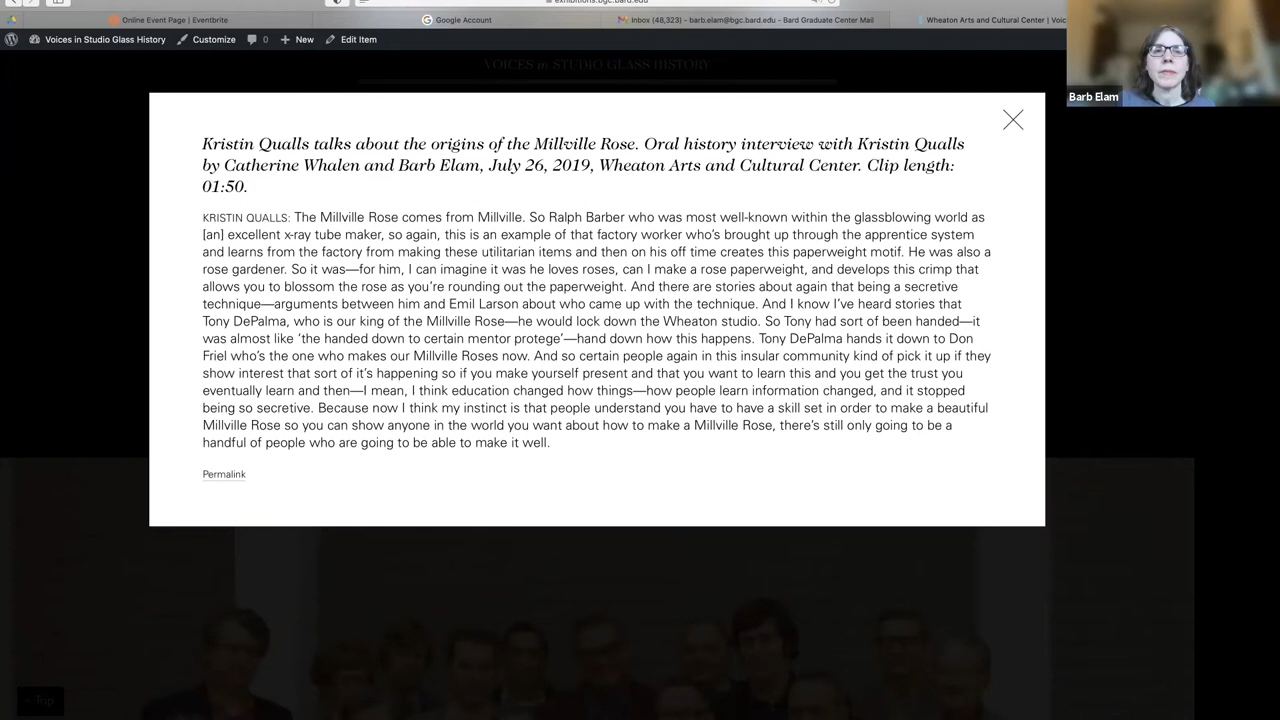 exhibitions.bgc.bard.edu
Online Event Page | Eventbrite
Google Account
Inbox (48,323) - barb.elam@bgc.bard.edu - Bard Graduate Center Mail
Wheaton Arts and Cultural Center | Voic
Voices in Studio Glass History
Customize
0
New
Edit Item
VOICES in STUDIO GLASS HISTORY
Barb Elam
Kristin Qualls talks about the origins of the Millville Rose. Oral history interview with Kristin Qualls
by Catherine Whalen and Barb Elam, July 26, 2019, Wheaton Arts and Cultural Center. Clip length:
01:50.
KRISTIN QUALLS: The Millville Rose comes from Millville. So Ralph Barber who was most well-known within the glassblowing world as
[an] excellent x-ray tube maker, so again, this is an example of that factory worker who's brought up through the apprentice system
and learns from the factory from making these utilitarian items and then on his off time creates this paperweight motif. He was also a
rose gardener. So it was—for him, I can imagine it was he loves roses, can I make a rose paperweight, and develops this crimp that
allows you to blossom the rose as you're rounding out the paperweight. And there are stories about again that being a secretive
technique—arguments between him and Emil Larson about who came up with the technique. And I know I've heard stories that
Tony DePalma, who is our king of the Millville Rose—he would lock down the Wheaton studio. So Tony had sort of been handed—it
was almost like 'the handed down to certain mentor protege'—hand down how this happens. Tony DePalma hands it down to Don
Friel who's the one who makes our Millville Roses now. And so certain people again in this insular community kind of pick it up if they
show interest that sort of it's happening so if you make yourself present and that you want to learn this and you get the trust you
eventually learn and then—I mean, I think education changed how things—how people learn information changed, and it stopped
being so secretive. Because now I think my instinct is that people understand you have to have a skill set in order to make a beautiful
Millville Rose so you can show anyone in the world you want about how to make a Millville Rose, there's still only going to be a
handful of people who are going to be able to make it well.
Permalink
Top